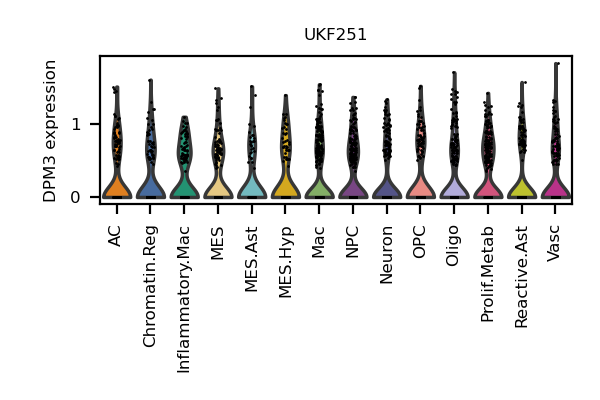 UKF251
DPM3 expression
1
0
AC
Chromatin.Reg
Inflammatory.Mac
MES
MES.Ast
MES.Hyp
Mac
NPC
Neuron
OPC
Oligo
Prolif.Metab
Reactive.Ast
Vasc